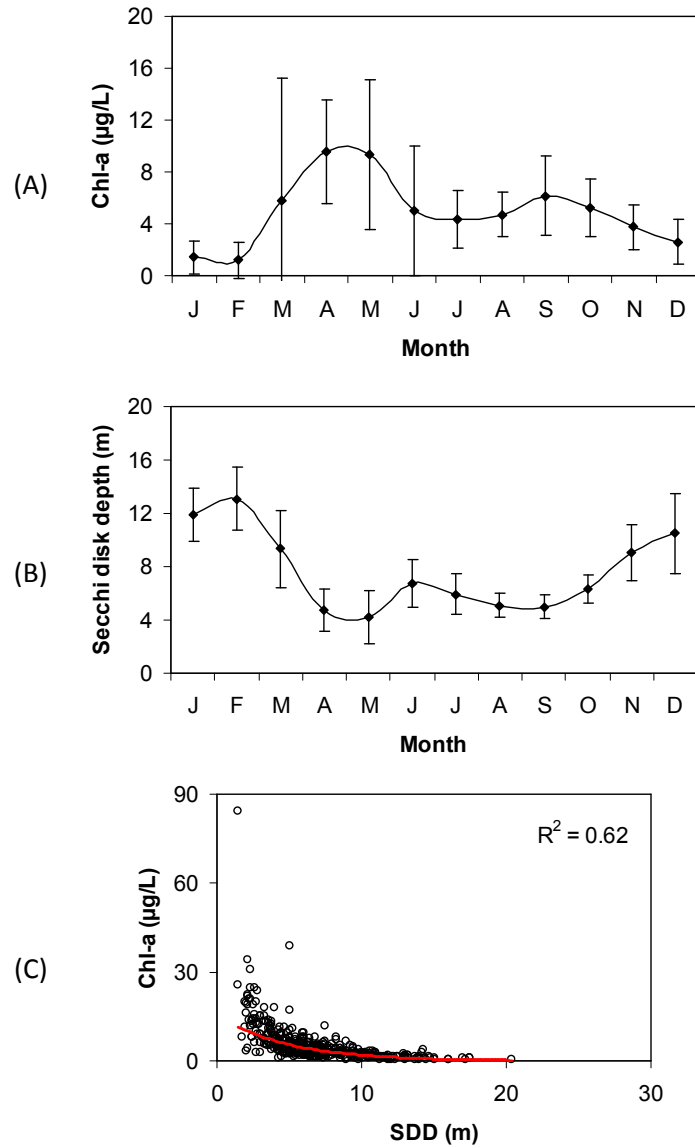 (A)
Chl-a (µg/L)
20
16
12
8
4
0
J F M A M J J A S O N D
Month
(B)
Secchi disk depth (m)
20
16
12
8
4
0
J F M A M J J A S O N D
Month
(C)
Chl-a (µg/L)
90
60
30
0
R² = 0.62
0 10 20 30
SDD (m)